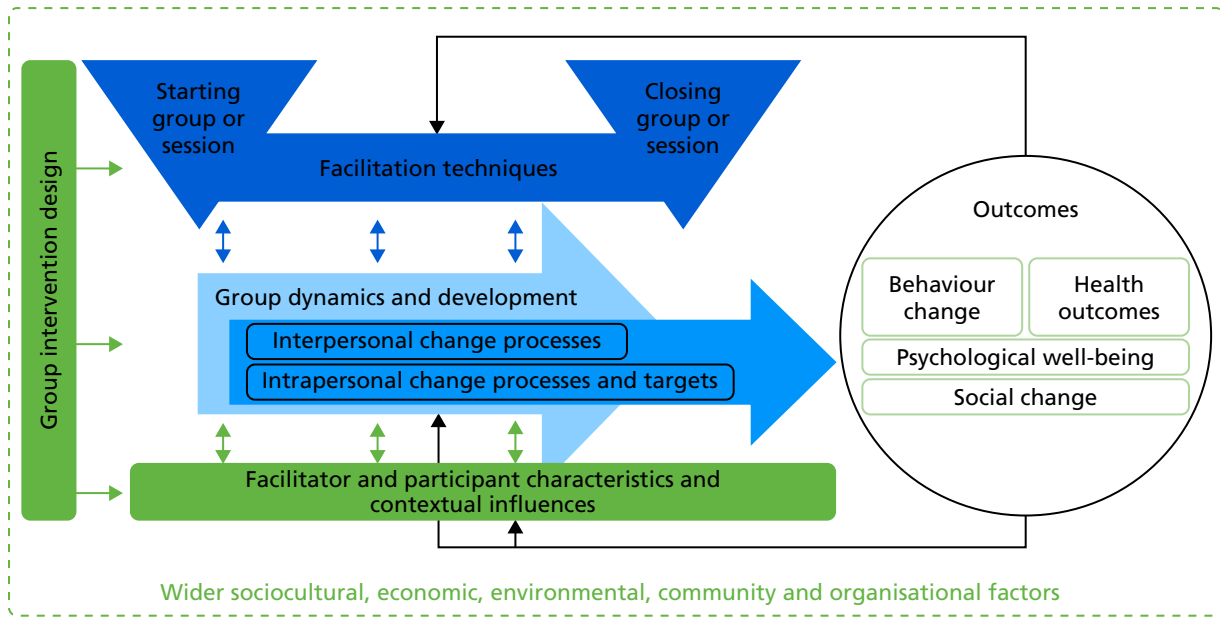 Group intervention design
Starting
group or
session
Closing
group or
session
Facilitation techniques
Group dynamics and development
Interpersonal change processes
Intrapersonal change processes and targets
Facilitator and participant characteristics and
contextual influences
Outcomes
Behaviour
change
Health
outcomes
Psychological well-being
Social change
Wider sociocultural, economic, environmental, community and organisational factors